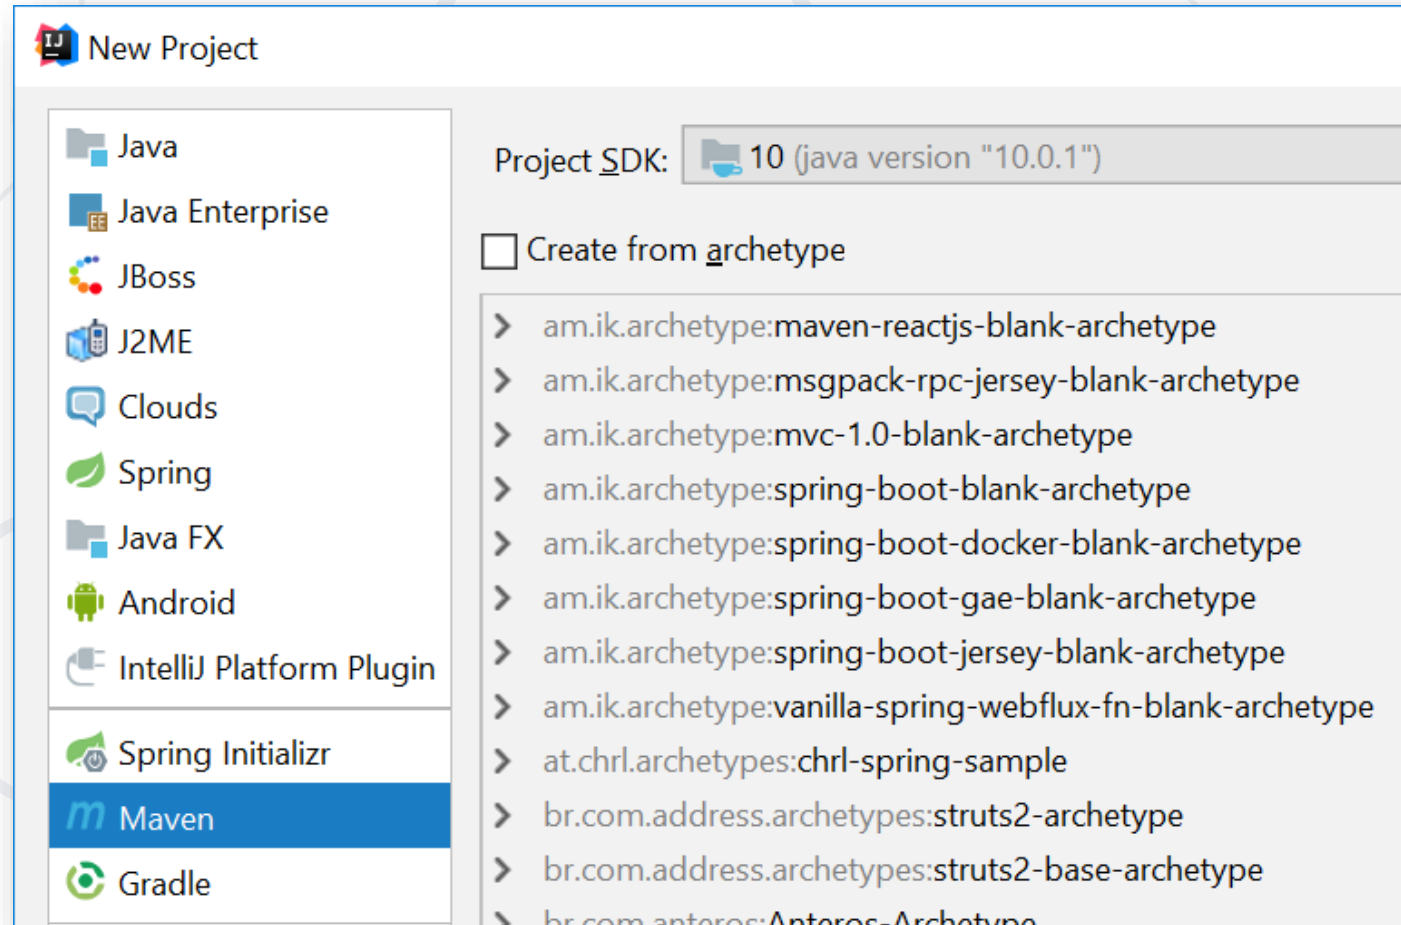 New Project
Java
Java Enterprise
JBoss
J2ME
Clouds
Spring
Java FX
Android
IntelliJ Platform Plugin
Spring Initializr
Maven
Gradle
Project SDK: 10 (java version "10.0.1")
Create from archetype
am.ik.archetype:maven-reactjs-blank-archetype
am.ik.archetype:msgpack-rpc-jersey-blank-archetype
am.ik.archetype:mvc-1.0-blank-archetype
am.ik.archetype:spring-boot-blank-archetype
am.ik.archetype:spring-boot-docker-blank-archetype
am.ik.archetype:spring-boot-gae-blank-archetype
am.ik.archetype:spring-boot-jersey-blank-archetype
am.ik.archetype:vanilla-spring-webflux-fn-blank-archetype
at.chrl.archetypes:chrl-spring-sample
br.com.address.archetypes:struts2-archetype
br.com.address.archetypes:struts2-base-archetype
br.com.anteros:Anteros-Archetype